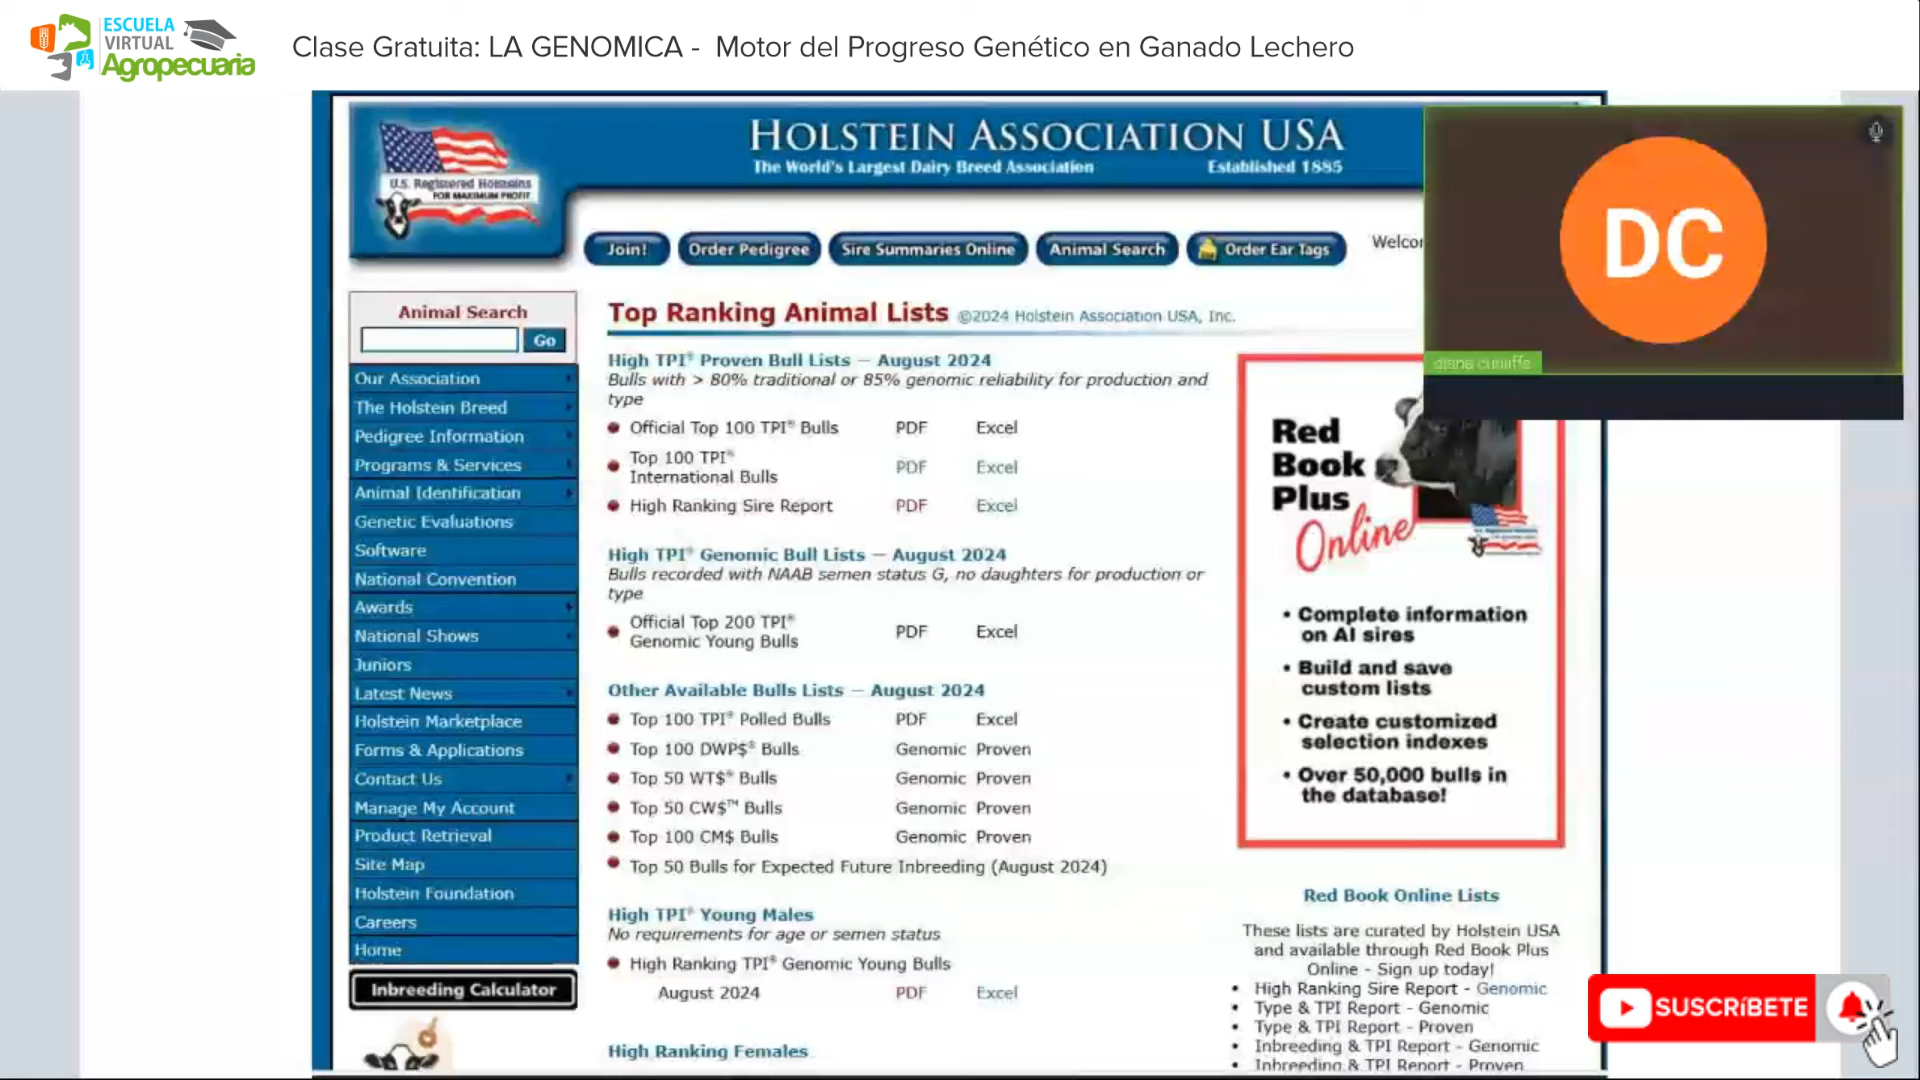 ESCUELA
VIRTUAL
Agropecuaria
Clase Gratuita: LA GENOMICA - Motor del Progreso Genético en Ganado Lechero
HOLSTEIN ASSOCIATION USA
The World's Largest Dairy Breed Association Established 1885
U.S. Registered Holsteins
FOR MAXIMUM PROFIT
Join! Order Pedigree Sire Summaries Online Animal Search Order Ear Tags Welcom
DC
diana cunliffe
Animal Search
Go
Our Association
The Holstein Breed
Pedigree Information
Programs & Services
Animal Identification
Genetic Evaluations
Software
National Convention
Awards
National Shows
Juniors
Latest News
Holstein Marketplace
Forms & Applications
Contact Us
Manage My Account
Product Retrieval
Site Map
Holstein Foundation
Careers
Home
Inbreeding Calculator
Top Ranking Animal Lists ©2024 Holstein Association USA, Inc.
High TPI® Proven Bull Lists — August 2024
Bulls with > 80% traditional or 85% genomic reliability for production and
type
Official Top 100 TPI® Bulls PDF Excel
Top 100 TPI®
International Bulls PDF Excel
High Ranking Sire Report PDF Excel
High TPI® Genomic Bull Lists — August 2024
Bulls recorded with NAAB semen status G, no daughters for production or
type
Official Top 200 TPI®
Genomic Young Bulls PDF Excel
Other Available Bulls Lists — August 2024
Top 100 TPI® Polled Bulls PDF Excel
Top 100 DWP$® Bulls Genomic Proven
Top 50 WT$® Bulls Genomic Proven
Top 50 CW$™ Bulls Genomic Proven
Top 100 CM$ Bulls Genomic Proven
Top 50 Bulls for Expected Future Inbreeding (August 2024)
High TPI® Young Males
No requirements for age or semen status
High Ranking TPI® Genomic Young Bulls
August 2024 PDF Excel
High Ranking Females
Red
Book
Plus
Online
• Complete information
on AI sires
• Build and save
custom lists
• Create customized
selection indexes
• Over 50,000 bulls in
the database!
Red Book Online Lists
These lists are curated by Holstein USA
and available through Red Book Plus
Online - Sign up today!
• High Ranking Sire Report - Genomic
• Type & TPI Report - Genomic
• Type & TPI Report - Proven
• Inbreeding & TPI Report - Genomic
• Inbreeding & TPI Report - Proven
SUSCRíBETE